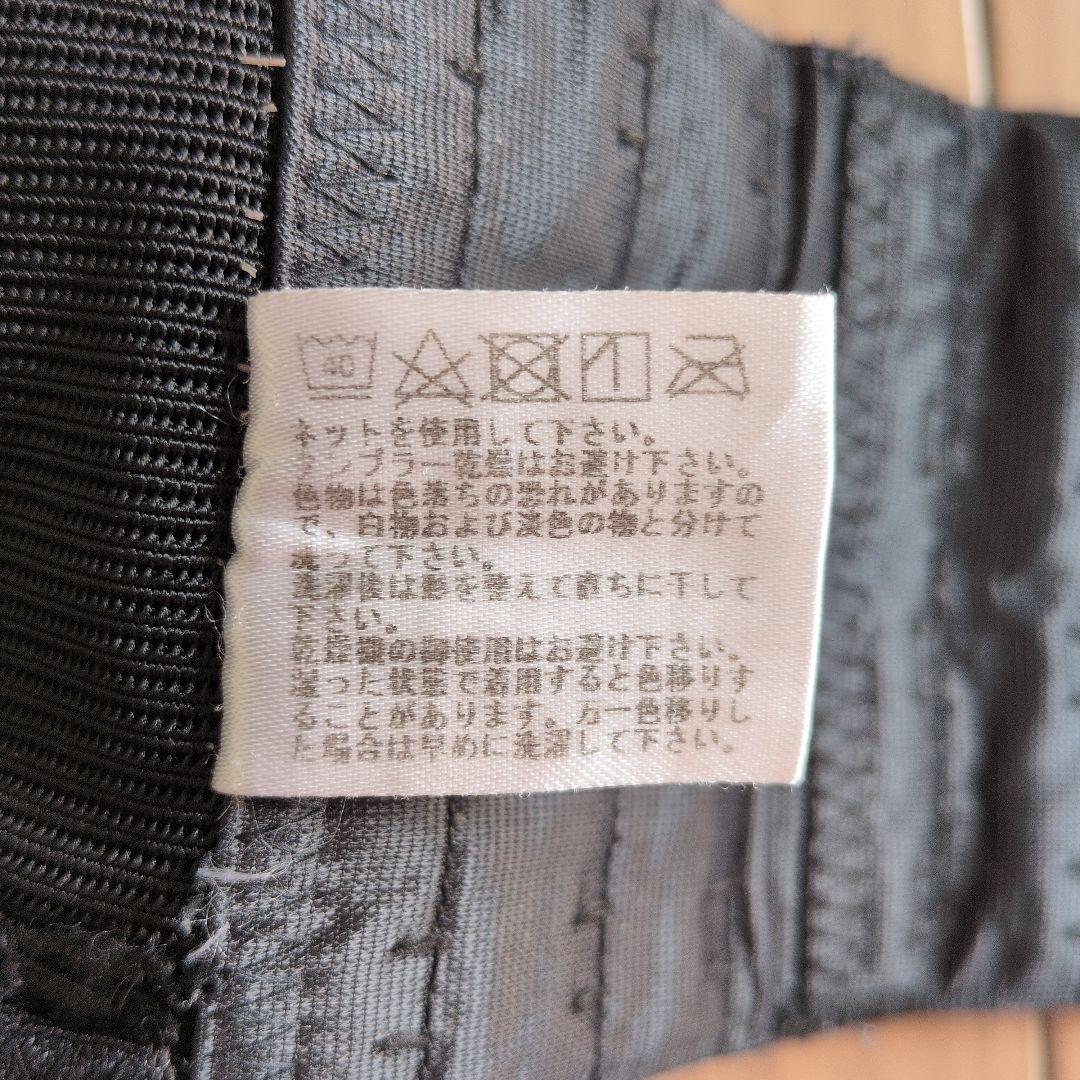 40
ネットを使用して下さい。
タンブラー乾燥はお避け下さい。
色物は色落ちの恐れがありますの
で、白物および淡色の物と分けて
洗って下さい。
洗濯後は形を整えて直ちに干して
下さい。
乾燥機の御使用はお避け下さい。
湿った状態で着用すると色移りす
ることがあります。万一色移りし
た場合は早めに洗濯して下さい。